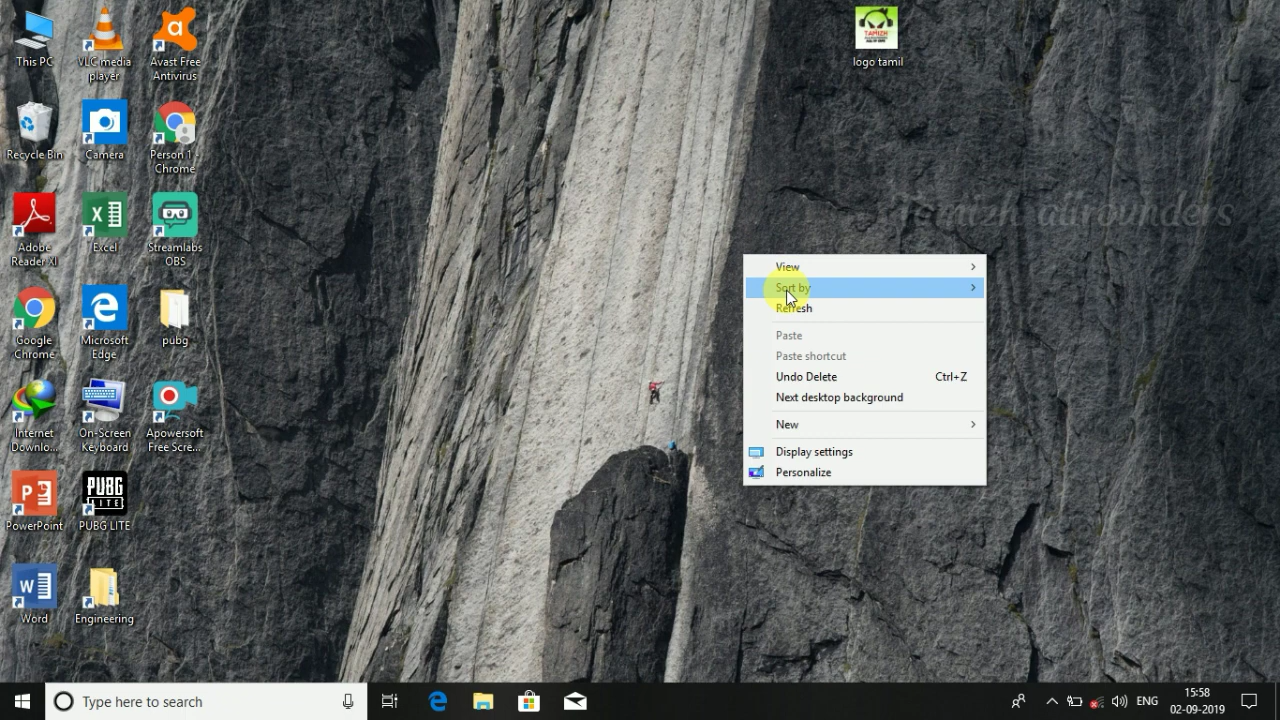 This PC
VLC media
player
Avast Free
Antivirus
logo tamil
TAMIZH
Recycle Bin
Camera
Person 1 -
Chrome
Adobe
Reader XI
Excel
Streamlabs
OBS
Google
Chrome
Microsoft
Edge
pubg
Internet
Downlo...
On-Screen
Keyboard
Apowersoft
Free Scre...
PowerPoint
PUBG
LITE
PUBG LITE
Word
Engineering
View
Sort by
Refresh
Paste
Paste shortcut
Undo Delete Ctrl+Z
Next desktop background
New
Display settings
Personalize
Type here to search
ENG
15:58
02-09-2019